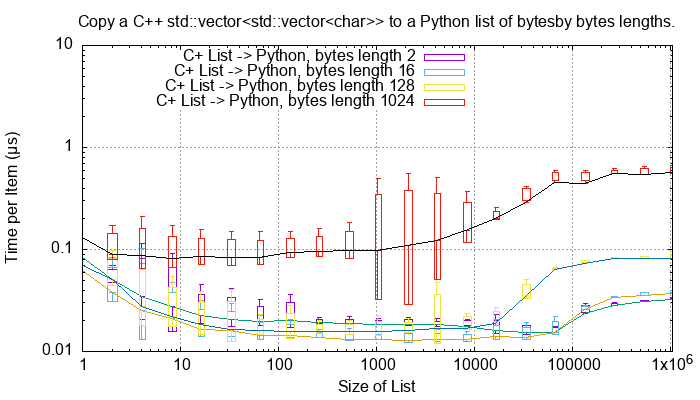 Copy a C++ std::vector<std::vector<char>> to a Python list of bytesby bytes lengths.
10
C+ List -> Python, bytes length 2
C+ List -> Python, bytes length 16
C+ List -> Python, bytes length 128
C+ List -> Python, bytes length 1024
1
Time per Item (µs)
0.1
0.01
1 10 100 1000 10000 100000 1x10^6
Size of List